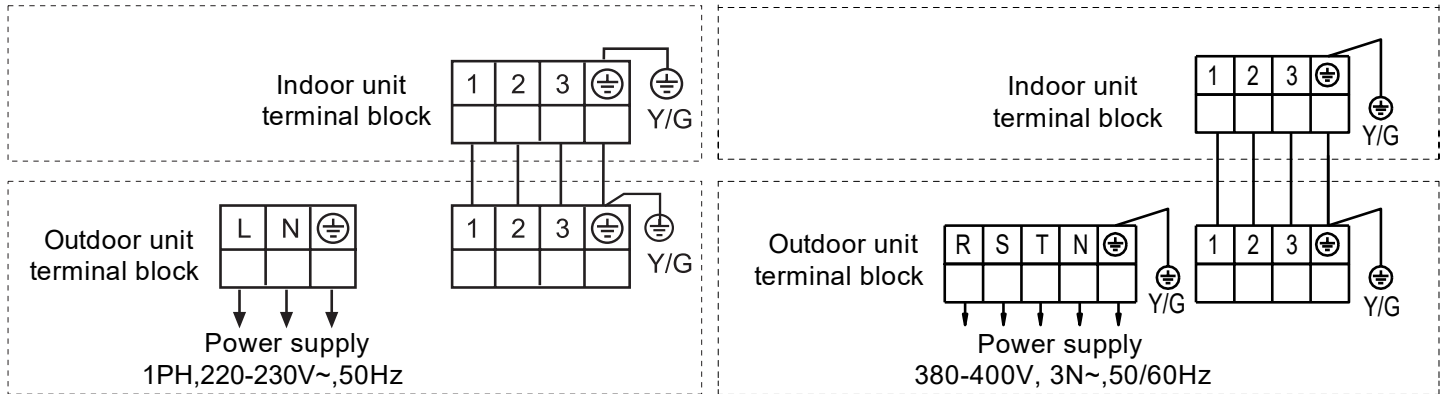 Indoor unit
terminal block
1 2 3
Y/G
Outdoor unit
terminal block
L N
1 2 3
Y/G
Power supply
1PH,220-230V~,50Hz
Indoor unit
terminal block
1 2 3
Y/G
Outdoor unit
terminal block
R S T N
Y/G
1 2 3
Y/G
Power supply
380-400V, 3N~,50/60Hz